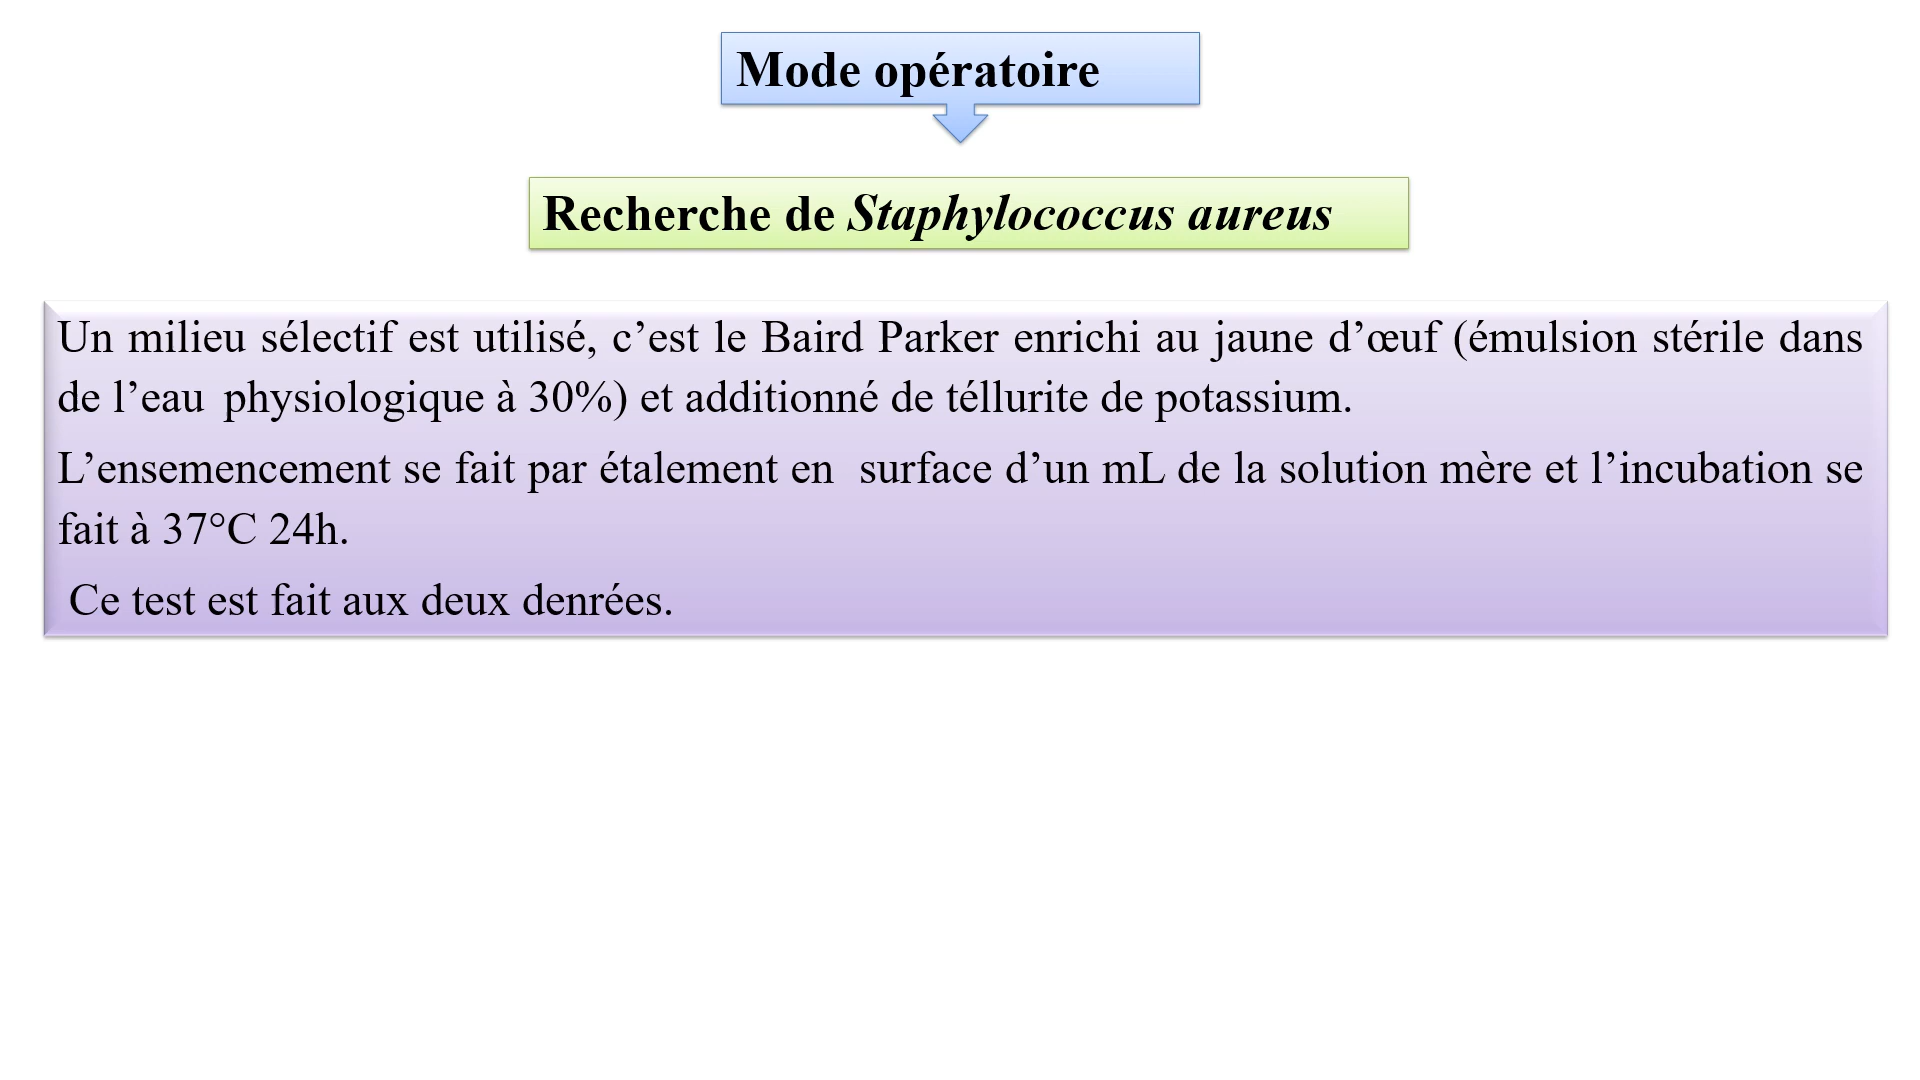 Mode opératoire
Recherche de Staphylococcus aureus
Un milieu sélectif est utilisé, c’est le Baird Parker enrichi au jaune d’œuf (émulsion stérile dans
de l’eau physiologique à 30%) et additionné de téllurite de potassium.
L’ensemencement se fait par étalement en surface d’un mL de la solution mère et l’incubation se
fait à 37°C 24h.
Ce test est fait aux deux denrées.